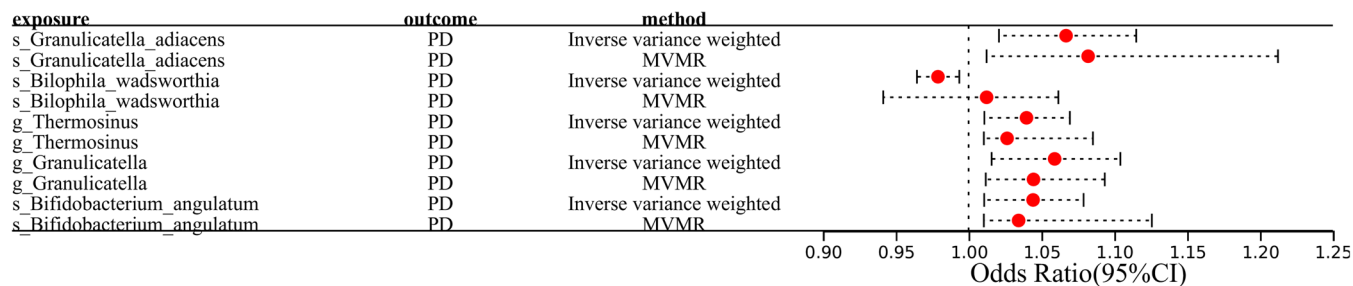 exposure outcome method
s_Granulicatella_adiacens PD Inverse variance weighted
s_Granulicatella_adiacens PD MVMR
s_Bilophila_wadsworthia PD Inverse variance weighted
s_Bilophila_wadsworthia PD MVMR
g_Thermosinus PD Inverse variance weighted
g_Thermosinus PD MVMR
g_Granulicatella PD Inverse variance weighted
g_Granulicatella PD MVMR
s_Bifidobacterium_angulatum PD Inverse variance weighted
s_Bifidobacterium_angulatum PD MVMR
0.90 0.95 1.00 1.05 1.10 1.15 1.20 1.25
Odds Ratio(95%CI)